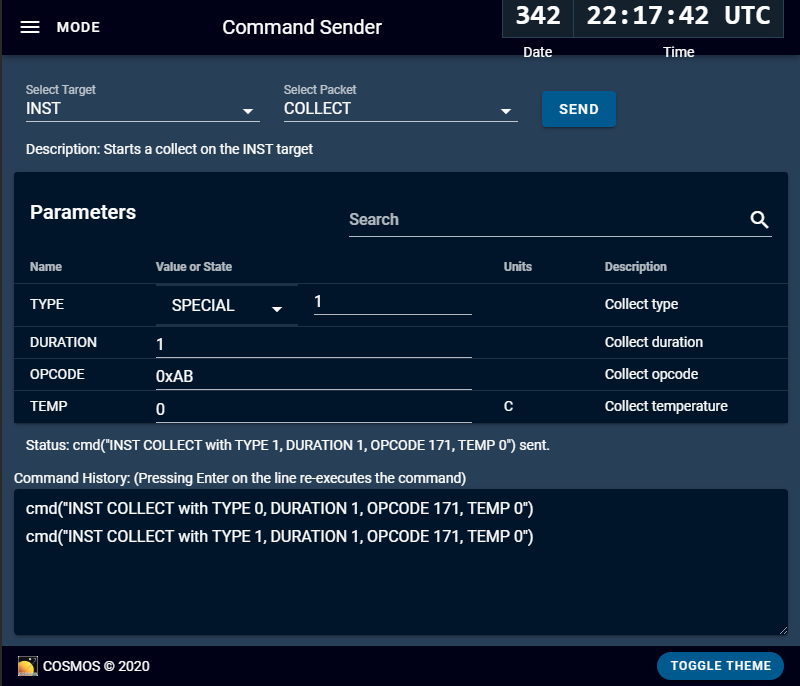 MODE
Command Sender
342 22:17:42 UTC
Date Time
Select Target Select Packet
INST COLLECT SEND
Description: Starts a collect on the INST target
Parameters
Search
Name Value or State Units Description
TYPE SPECIAL 1 Collect type
DURATION 1 Collect duration
OPCODE 0xAB Collect opcode
TEMP 0 C Collect temperature
Status: cmd("INST COLLECT with TYPE 1, DURATION 1, OPCODE 171, TEMP 0") sent.
Command History: (Pressing Enter on the line re-executes the command)
cmd("INST COLLECT with TYPE 0, DURATION 1, OPCODE 171, TEMP 0")
cmd("INST COLLECT with TYPE 1, DURATION 1, OPCODE 171, TEMP 0")
COSMOS © 2020 TOGGLE THEME